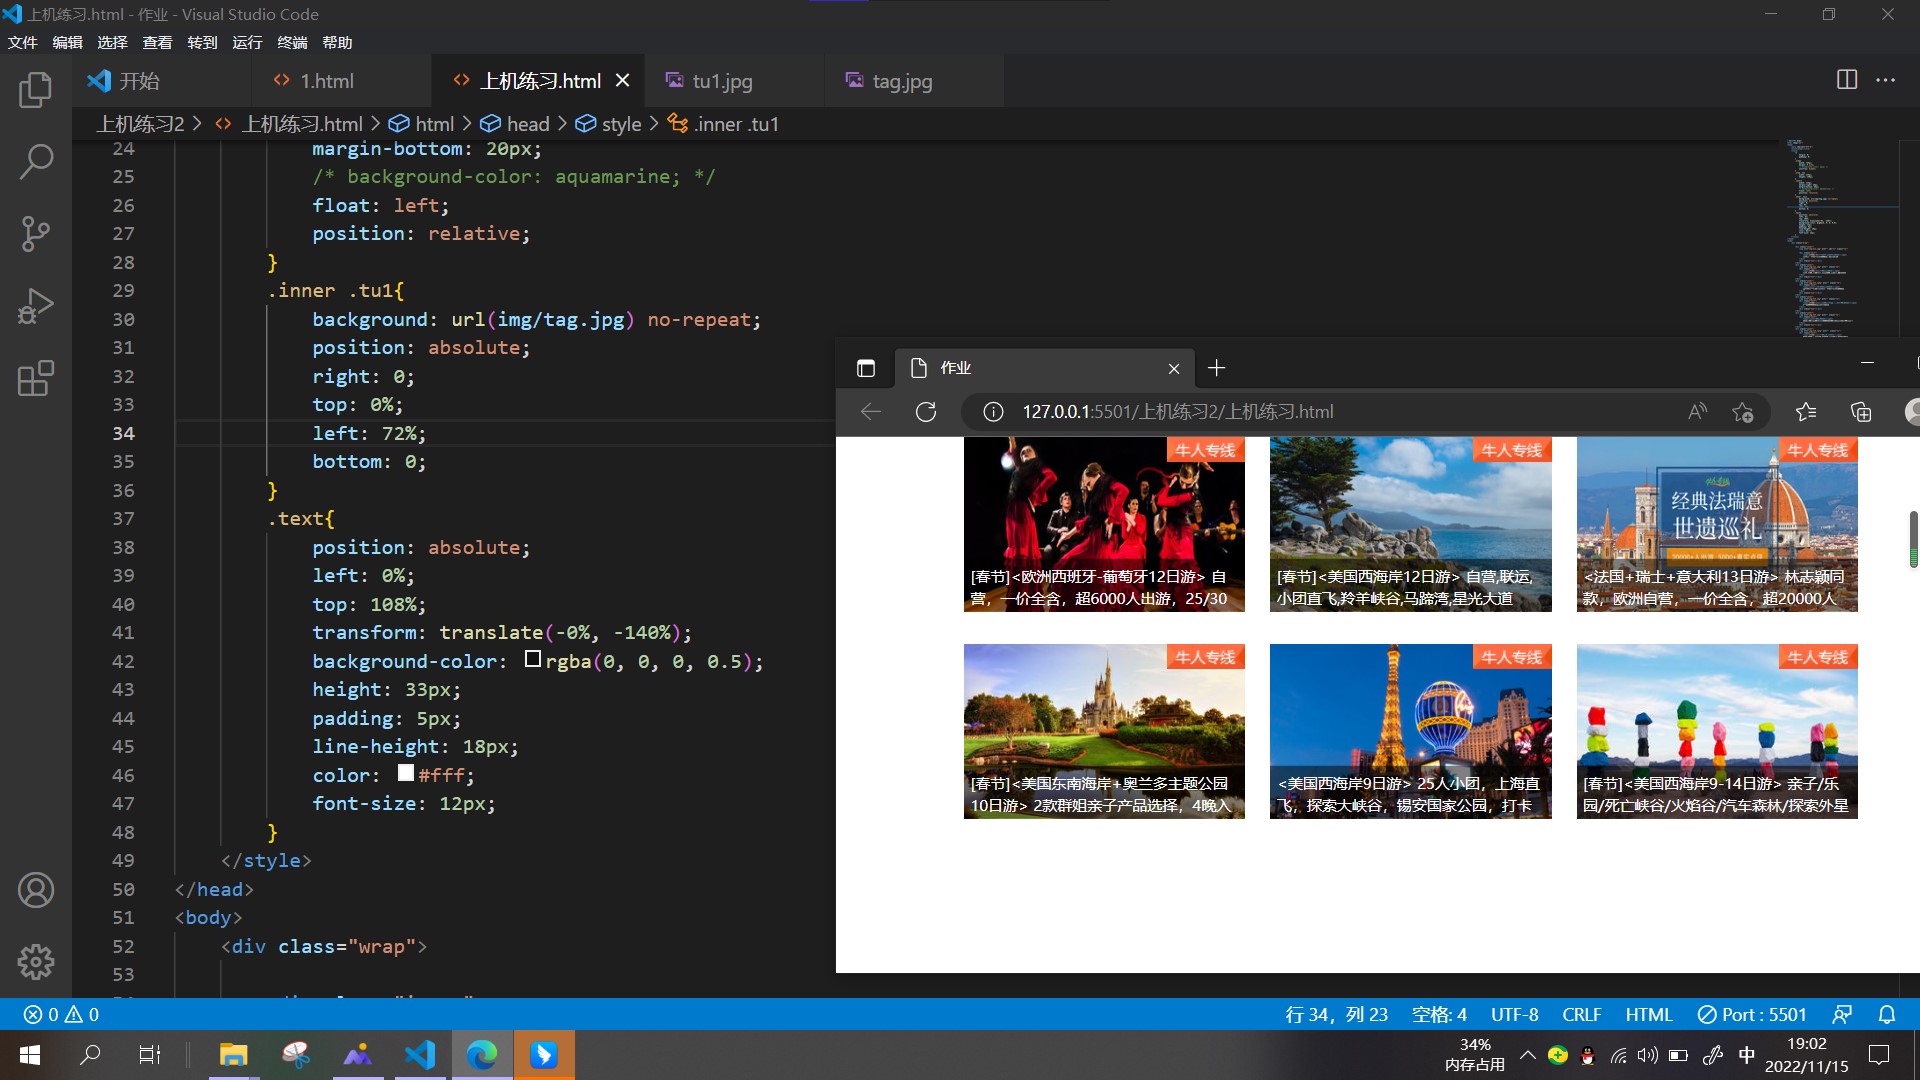 上机练习.html - 作业 - Visual Studio Code
文件 编辑 选择 查看 转到 运行 终端 帮助
开始 1.html 上机练习.html tu1.jpg tag.jpg
上机练习2 > 上机练习.html > html > head > style > .inner .tu1
24 margin-bottom: 20px;
25 /* background-color: aquamarine; */
26 float: left;
27 position: relative;
28 }
29 .inner .tu1{
30 background: url(img/tag.jpg) no-repeat;
31 position: absolute;
32 right: 0;
33 top: 0%;
34 left: 72%;
35 bottom: 0;
36 }
37 .text{
38 position: absolute;
39 left: 0%;
40 top: 108%;
41 transform: translate(-0%, -140%);
42 background-color: rgba(0, 0, 0, 0.5);
43 height: 33px;
44 padding: 5px;
45 line-height: 18px;
46 color: #fff;
47 font-size: 12px;
48 }
49 </style>
50 </head>
51 <body>
52 <div class="wrap">
53
作业
127.0.0.1:5501/上机练习2/上机练习.html
牛人专线 牛人专线 牛人专线
经典法瑞意
世遗巡礼
[春节]<欧洲西班牙-葡萄牙12日游> 自
营，一价全含，超6000人出游，25/30
[春节]<美国西海岸12日游> 自营,联运,
小团直飞,羚羊峡谷,马蹄湾,星光大道
<法国+瑞士+意大利13日游> 林志颖同
款，欧洲自营，一价全含，超20000人
牛人专线 牛人专线 牛人专线
[春节]<美国东南海岸+奥兰多主题公园
10日游> 2款群组亲子产品选择，4晚入
<美国西海岸9日游> 25人小团，上海直
飞，探索大峡谷，锡安国家公园，打卡
[春节]<美国西海岸9-14日游> 亲子/乐
园/死亡峡谷/火焰谷/汽车森林/探索外星
0 0 行 34，列 23 空格: 4 UTF-8 CRLF HTML Port : 5501
34%
内存占用
中
19:02
2022/11/15